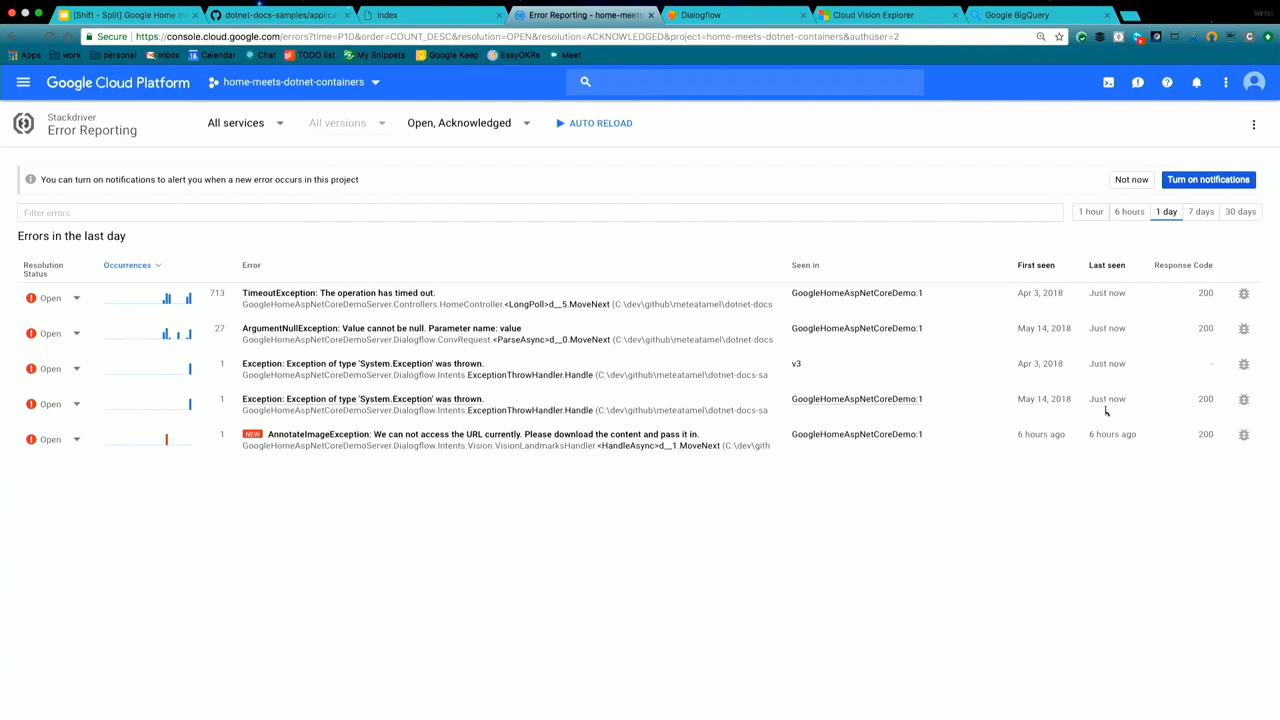 [Shift - Split] Google Home m
dotnet-docs-samples/applica
Index
Error Reporting - home-meets
Dialogflow
Cloud Vision Explorer
Google BigQuery
Secure
https://console.cloud.google.com/errors?time=P1D&order=COUNT_DESC&resolution=OPEN&resolution=ACKNOWLEDGED&project=home-meets-dotnet-containers&authuser=2
Apps work personal Inbox Calendar Chat TODO list My Snippets Google Keep EasyOKRs Meet
Google Cloud Platform
home-meets-dotnet-containers
Stackdriver
Error Reporting
All services
All versions
Open, Acknowledged
AUTO RELOAD
You can turn on notifications to alert you when a new error occurs in this project
Not now
Turn on notifications
Filter errors
1 hour 6 hours 1 day 7 days 30 days
Errors in the last day
Resolution Status Occurrences Error Seen in First seen Last seen Response Code
Open 713 TimeoutException: The operation has timed out. GoogleHomeAspNetCoreDemo:1 Apr 3, 2018 Just now 200
GoogleHomeAspNetCoreDemoServer.Controllers.HomeController.<LongPoll>d__5.MoveNext (C:\dev\github\meteatamel\dotnet-docs
Open 27 ArgumentNullException: Value cannot be null. Parameter name: value GoogleHomeAspNetCoreDemo:1 May 14, 2018 Just now 200
GoogleHomeAspNetCoreDemoServer.Dialogflow.ConvRequest.<ParseAsync>d__0.MoveNext (C:\dev\github\meteatamel\dotnet-docs
Open 1 Exception: Exception of type 'System.Exception' was thrown. v3 Apr 3, 2018 Just now -
GoogleHomeAspNetCoreDemoServer.Dialogflow.Intents.ExceptionThrowHandler.Handle (C:\dev\github\meteatamel\dotnet-docs-sa
Open 1 Exception: Exception of type 'System.Exception' was thrown. GoogleHomeAspNetCoreDemo:1 May 14, 2018 Just now 200
GoogleHomeAspNetCoreDemoServer.Dialogflow.Intents.ExceptionThrowHandler.Handle (C:\dev\github\meteatamel\dotnet-docs-sa
Open 1 NEW AnnotateImageException: We can not access the URL currently. Please download the content and pass it in. GoogleHomeAspNetCoreDemo:1 6 hours ago 6 hours ago 200
GoogleHomeAspNetCoreDemoServer.Dialogflow.Intents.Vision.VisionLandmarksHandler.<HandleAsync>d__1.MoveNext (C:\dev\gith